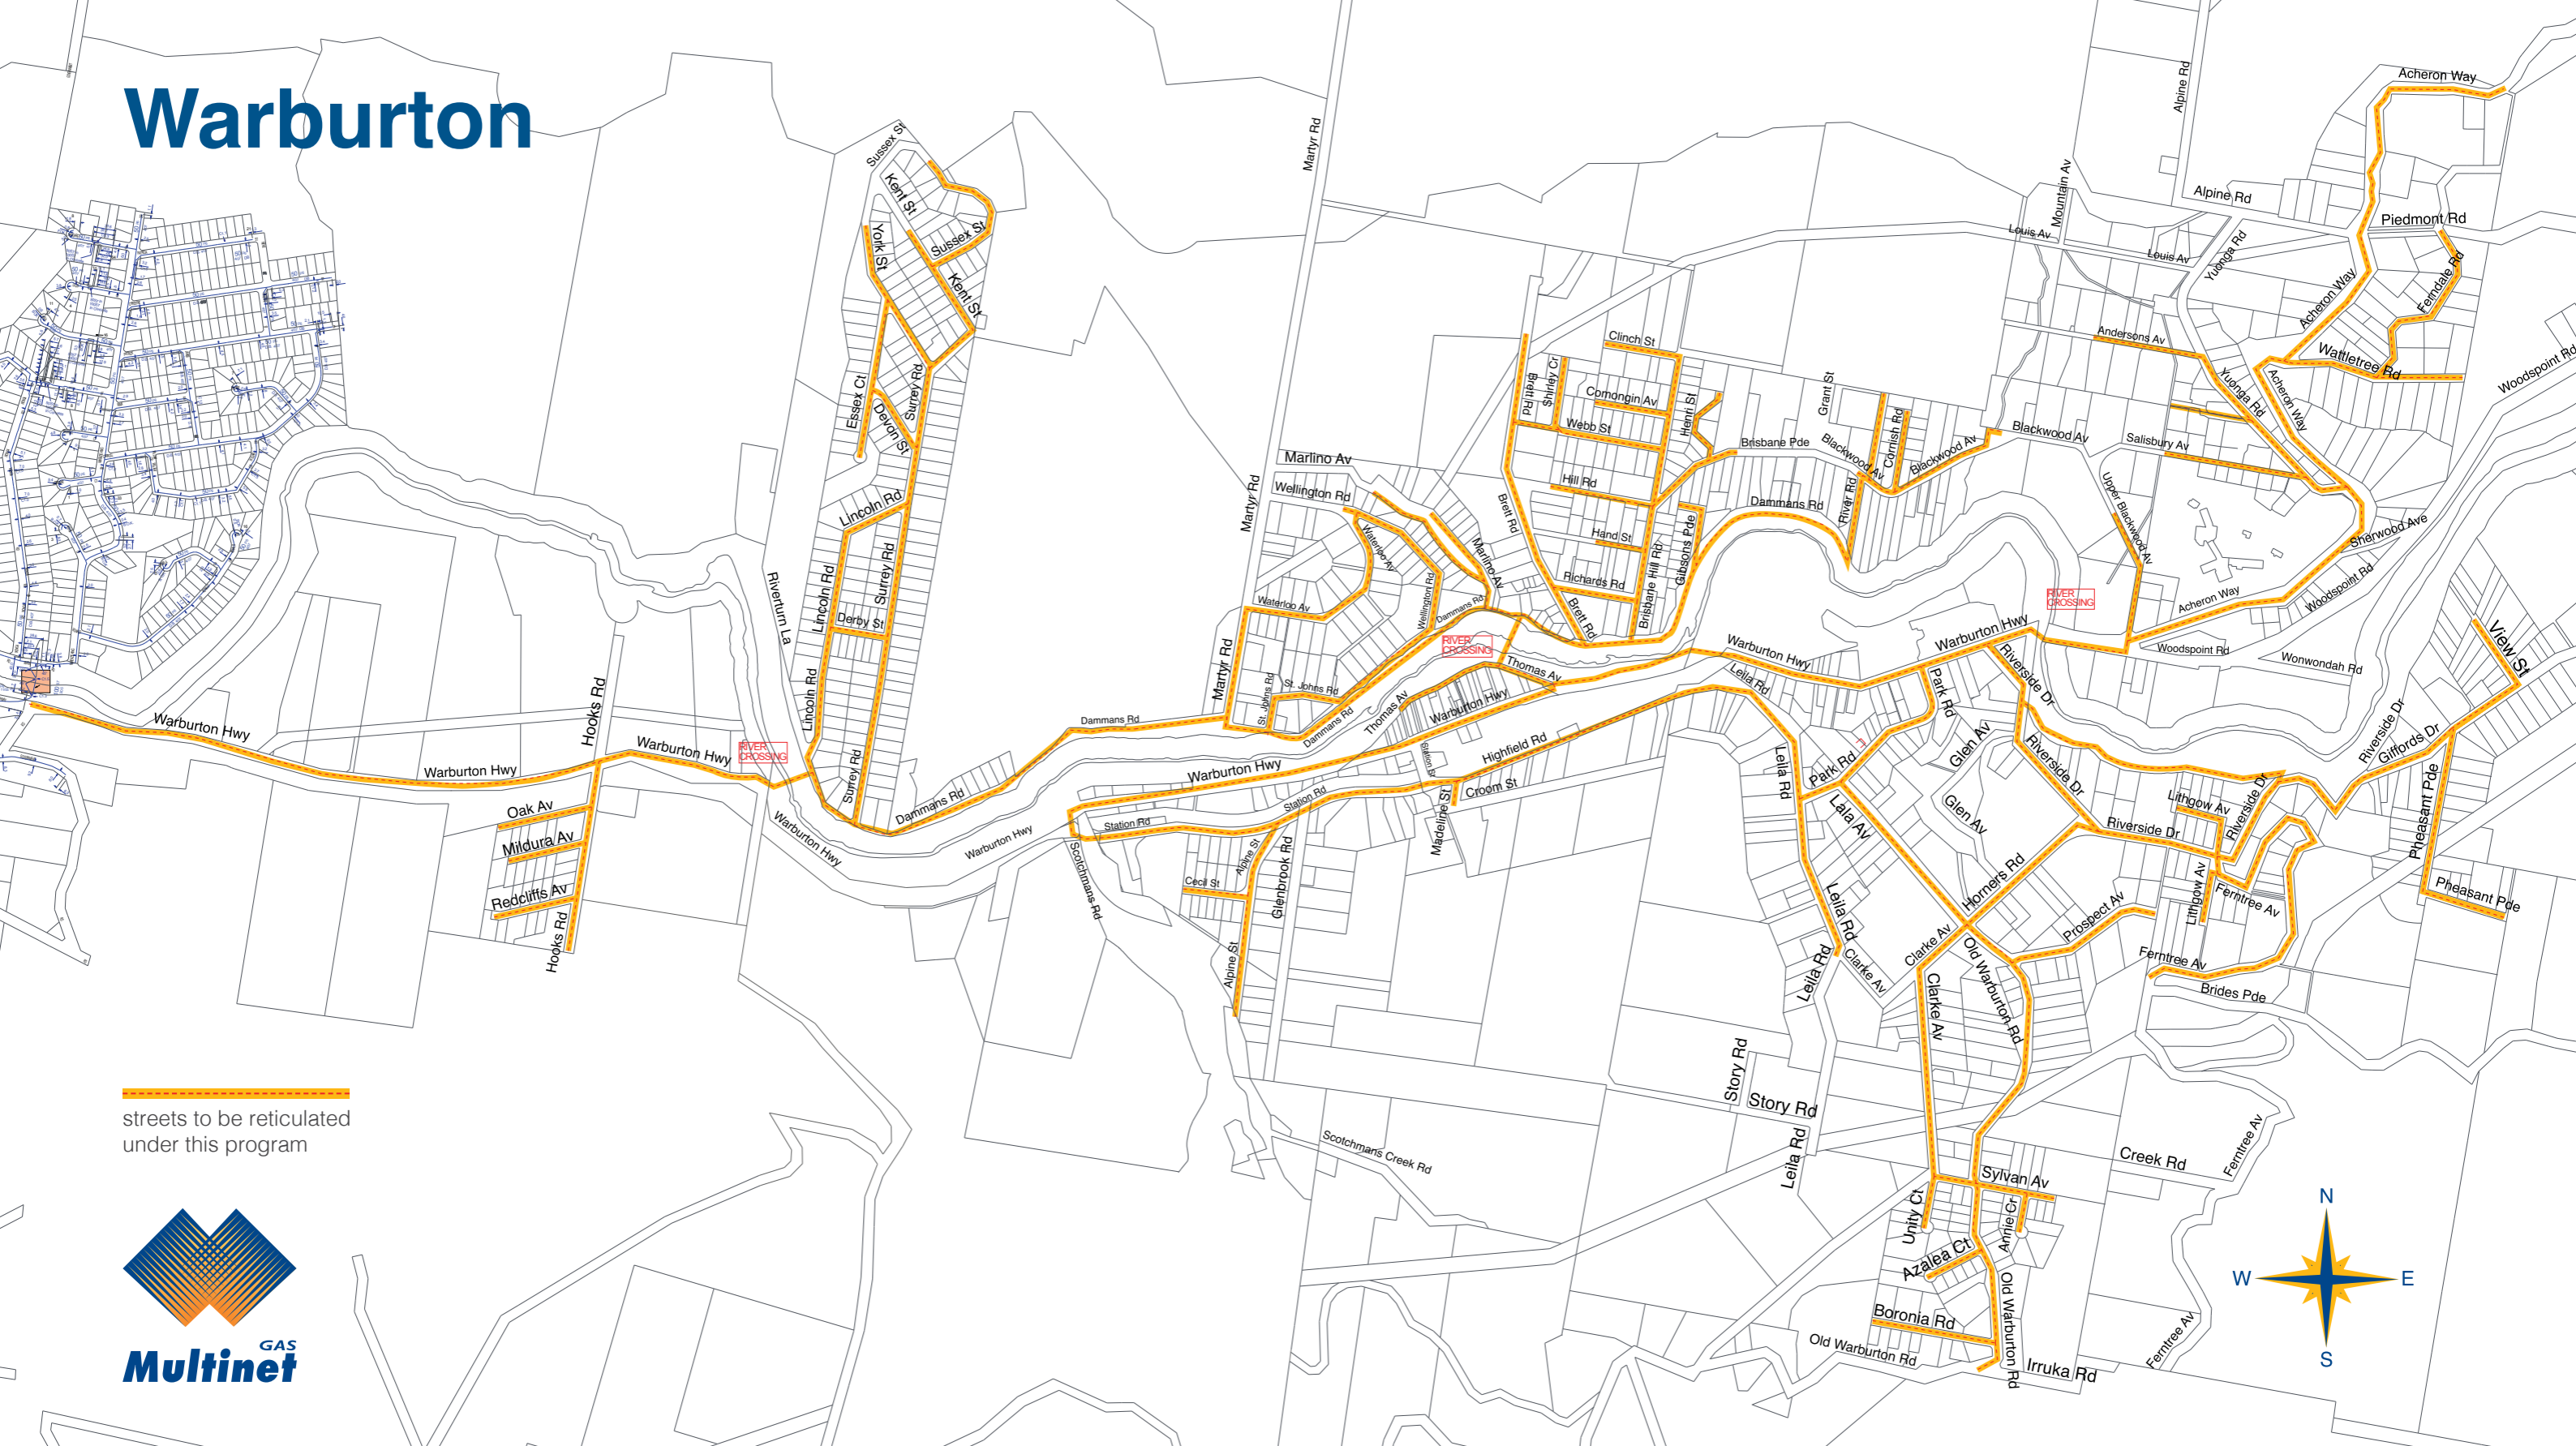 Warburton
Acheron Way
Alpine Rd
Martyr Rd
Sussex St
Kent St
Mountain Av
Alpine Rd
Piedmont Rd
York St
Sussex St
Louis Av
Louis Av
Yuonga Rd
Ferndale Rd
Kent St
Acheron Way
Clinch St
Andersons Av
Wattletree Rd
Woodspoint Rd
Essex Ct
Surrey Rd
Devon St
Brett Rd
Shirley Cr
Comongin Av
Henri St
Grant St
Yuonga Rd
Acheron Way
Webb St
Brisbane Pde
Blackwood Av
Cornish Rd
Blackwood Av
Blackwood Av
Salisbury Av
Marlino Av
Wellington Rd
Martyr Rd
Hill Rd
Lincoln Rd
Brett Rd
Dammans Rd
River Rd
Upper Blackwood Av
Waterloo Av
Marlino Av
Hand St
Gibsons Pde
Sherwood Ave
Surrey Rd
Lincoln Rd
Riverturn La
Wellington Rd
Richards Rd
Brisbane Hill Rd
RIVER
CROSSING
Woodspoint Rd
Derby St
Waterloo Av
Dammans Rd
Brett Rd
Acheron Way
RIVER
CROSSING
Warburton Hwy
Warburton Hwy
Woodspoint Rd
Wonwondah Rd
View St
Martyr Rd
St. Johns Rd
St. Johns Rd
Thomas Av
Leila Rd
Riverside Dr
Park Rd
Hooks Rd
Lincoln Rd
Dammans Rd
Dammans Rd
Thomas Av
Warburton Hwy
Warburton Hwy
Warburton Hwy
RIVER
CROSSING
Warburton Hwy
Highfield Rd
Station St
Glen Av
Riverside Dr
Riverside Dr
Giffords Dr
Surrey Rd
Warburton Hwy
Leila Rd
Park Rd
Croom St
Oak Av
Dammans Rd
Station Rd
Station Rd
Madeline St
Lala Av
Glen Av
Lithgow Av
Riverside Dr
Riverside Dr
Pheasant Pde
Mildura Av
Warburton Hwy
Warburton Hwy
Scotchmans Rd
Alpine St
Cecil St
Glenbrook Rd
Redcliffs Av
Hooks Rd
Leila Rd
Horners Rd
Prospect Av
Lithgow Av
Ferntree Av
Pheasant Pde
Alpine St
Leila Rd
Clarke Av
Clarke Av
Old Warburton Rd
Clarke Av
Ferntree Av
Brides Pde
Story Rd
Story Rd
streets to be reticulated
under this program
Scotchmans Creek Rd
Leila Rd
Creek Rd
Ferntree Av
Sylvan Av
Unity Ct
Annie Cr
Azalea Ct
Old Warburton Rd
Boronia Rd
Old Warburton Rd
Irruka Rd
Ferntree Av
N
W
E
S
GAS
Multinet